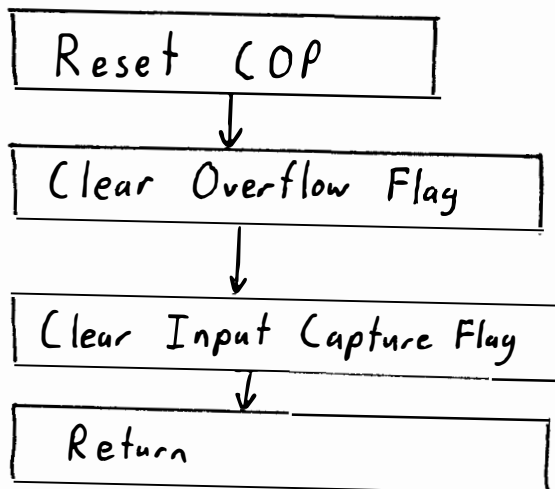 Reset COP
Clear Overflow Flag
Clear Input Capture Flag
Return